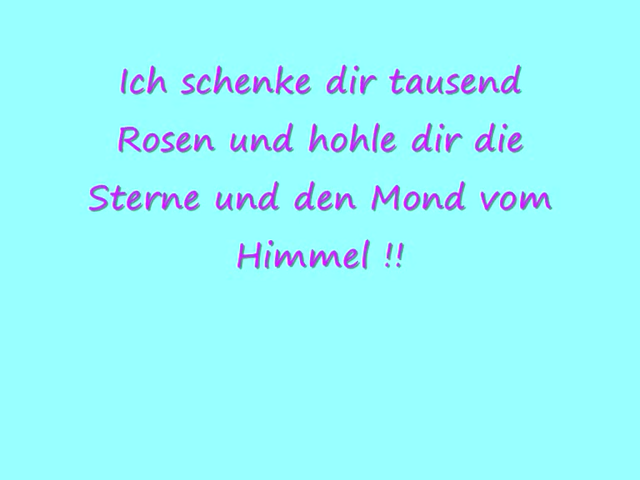 Ich schenke dir tausend
Rosen und hohle dir die
Sterne und den Mond vom
Himmel !!